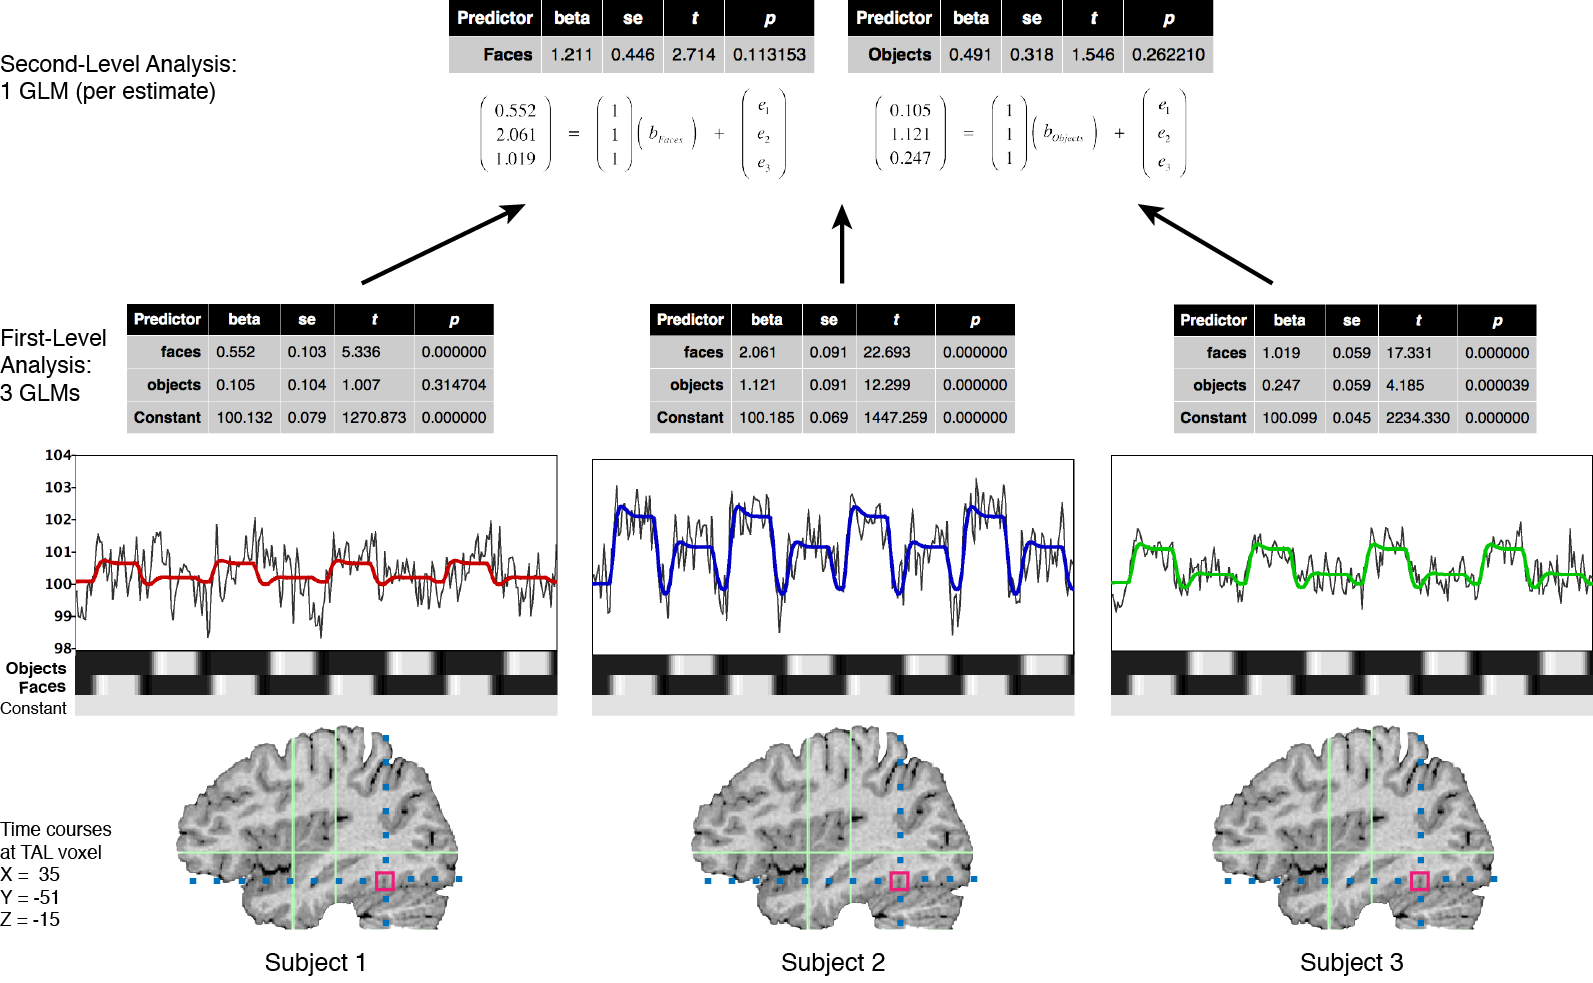 Predictor beta se t p
Faces 1.211 0.446 2.714 0.113153
Predictor beta se t p
Objects 0.491 0.318 1.546 0.262210
Second-Level Analysis:
1 GLM (per estimate)
0.552 1 e1
2.061 = 1 ( bFaces ) + e2
1.019 1 e3
0.105 1 e1
1.121 = 1 ( bObjects ) + e2
0.247 1 e3
First-Level
Analysis:
3 GLMs
Predictor beta se t p
faces 0.552 0.103 5.336 0.000000
objects 0.105 0.104 1.007 0.314704
Constant 100.132 0.079 1270.873 0.000000
Predictor beta se t p
faces 2.061 0.091 22.693 0.000000
objects 1.121 0.091 12.299 0.000000
Constant 100.185 0.069 1447.259 0.000000
Predictor beta se t p
faces 1.019 0.059 17.331 0.000000
objects 0.247 0.059 4.185 0.000039
Constant 100.099 0.045 2234.330 0.000000
104
103
102
101
100
99
98
Objects
Faces
Constant
Time courses
at TAL voxel
X = 35
Y = -51
Z = -15
Subject 1
Subject 2
Subject 3